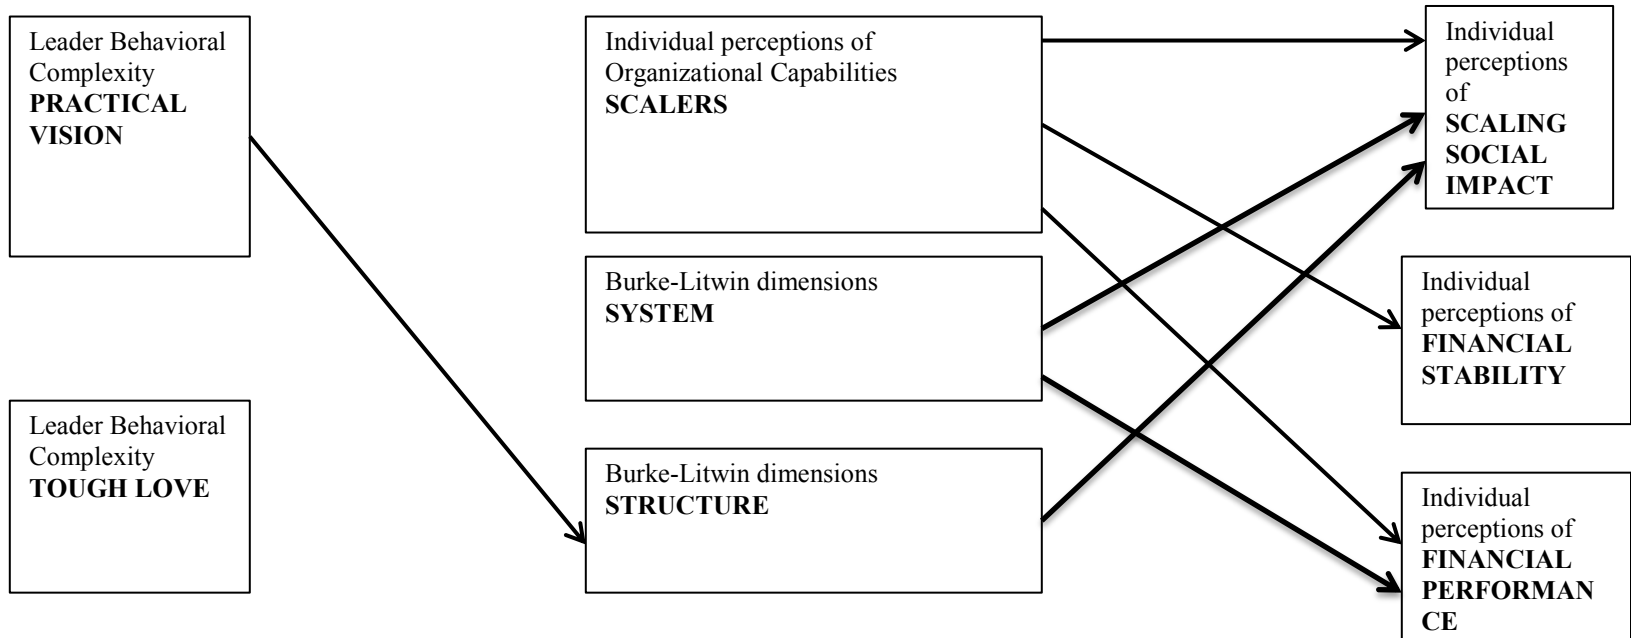 Leader Behavioral
Complexity
PRACTICAL
VISION
Individual perceptions of
Organizational Capabilities
SCALERS
Individual
perceptions
of
SCALING
SOCIAL
IMPACT
Burke-Litwin dimensions
SYSTEM
Individual
perceptions of
FINANCIAL
STABILITY
Leader Behavioral
Complexity
TOUGH LOVE
Burke-Litwin dimensions
STRUCTURE
Individual
perceptions of
FINANCIAL
PERFORMAN
CE